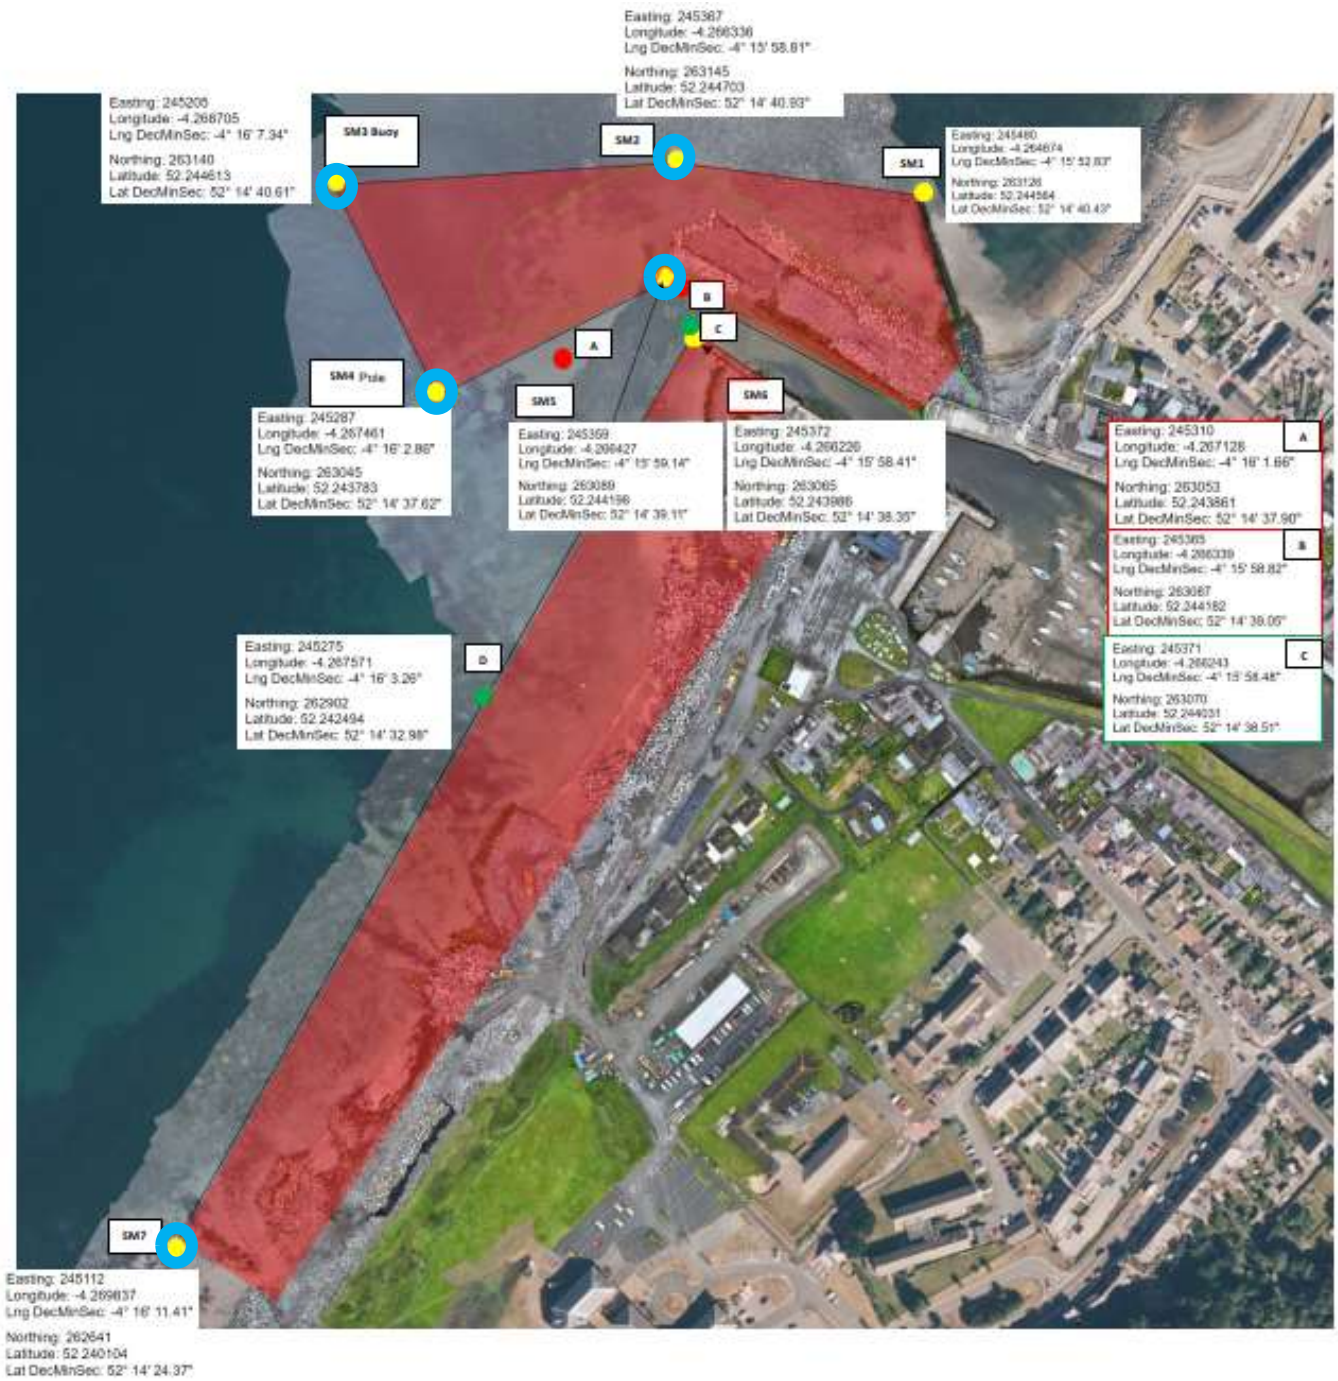 Easting: 245367
Longitude: -4.266336
Lng DecMinSec: -4° 15' 58.81"
Northing: 263145
Latitude: 52.244703
Lat DecMinSec: 52° 14' 40.93"
Easting: 245205
Longitude: -4.268705
Lng DecMinSec: -4° 16' 7.34"
Northing: 263140
Latitude: 52.244613
Lat DecMinSec: 52° 14' 40.61"
SM3 Buoy
SM2
SM1
Easting: 245480
Longitude: -4.264674
Lng DecMinSec: -4° 15' 52.83"
Northing: 263126
Latitude: 52.244564
Lat DecMinSec: 52° 14' 40.43"
B
C
A
SM4 Pole
SM5
SM6
Easting: 245287
Longitude: -4.267461
Lng DecMinSec: -4° 16' 2.86"
Northing: 263045
Latitude: 52.243783
Lat DecMinSec: 52° 14' 37.62"
Easting: 245359
Longitude: -4.266427
Lng DecMinSec: -4° 15' 59.14"
Northing: 263089
Latitude: 52.244198
Lat DecMinSec: 52° 14' 39.11"
Easting: 245372
Longitude: -4.266226
Lng DecMinSec: -4° 15' 58.41"
Northing: 263065
Latitude: 52.243986
Lat DecMinSec: 52° 14' 38.35"
Easting: 245310
A
Longitude: -4.267128
Lng DecMinSec: -4° 16' 1.66"
Northing: 263053
Latitude: 52.243861
Lat DecMinSec: 52° 14' 37.90"
Easting: 245365
B
Longitude: -4.266339
Lng DecMinSec: -4° 15' 58.82"
Northing: 263087
Latitude: 52.244182
Lat DecMinSec: 52° 14' 39.05"
Easting: 245371
C
Longitude: -4.266243
Lng DecMinSec: -4° 15' 58.48"
Northing: 263070
Latitude: 52.244031
Lat DecMinSec: 52° 14' 38.51"
Easting: 245275
Longitude: -4.267571
Lng DecMinSec: -4° 16' 3.26"
Northing: 262902
Latitude: 52.242494
Lat DecMinSec: 52° 14' 32.98"
D
SM7
Easting: 245112
Longitude: -4.269837
Lng DecMinSec: -4° 16' 11.41"
Northing: 262641
Latitude: 52.240104
Lat DecMinSec: 52° 14' 24.37"